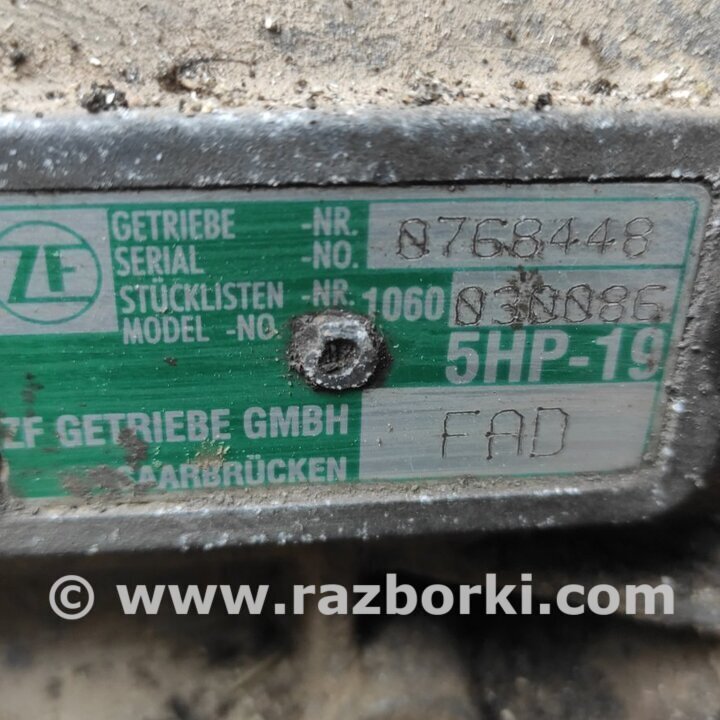 ZF
GETRIEBE -NR. 0768448
SERIAL -NO.
STÜCKLISTEN -NR. 1060 030086
MODEL -NO.
5HP-19
ZF GETRIEBE GMBH FAD
SAARBRÜCKEN
© www.razborki.com